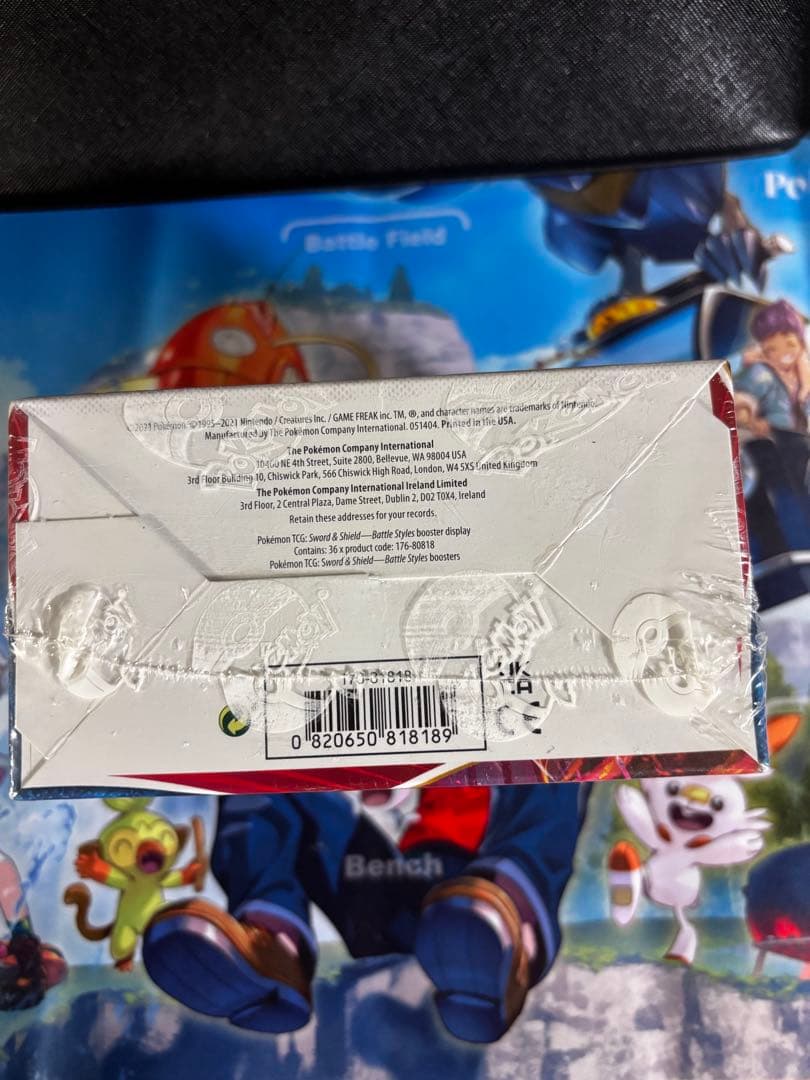 Po
Battle Field
©2021 Pokémon. ©1995–2021 Nintendo / Creatures Inc. / GAME FREAK inc. TM, ®, and character names are trademarks of Nintendo.
Manufactured by The Pokémon Company International. 051404. Printed in the USA.
The Pokémon Company International
10400 NE 4th Street, Suite 2800, Bellevue, WA 98004 USA
3rd Floor Building 10, Chiswick Park, 566 Chiswick High Road, London, W4 5XS United Kingdom
The Pokémon Company International Ireland Limited
3rd Floor, 2 Central Plaza, Dame Street, Dublin 2, D02 T0X4, Ireland
Retain these addresses for your records.
Pokémon TCG: Sword & Shield—Battle Styles booster display
Contains: 36 x product code: 176-80818
Pokémon TCG: Sword & Shield—Battle Styles boosters
UK
CA
0 820650 818189
Bench